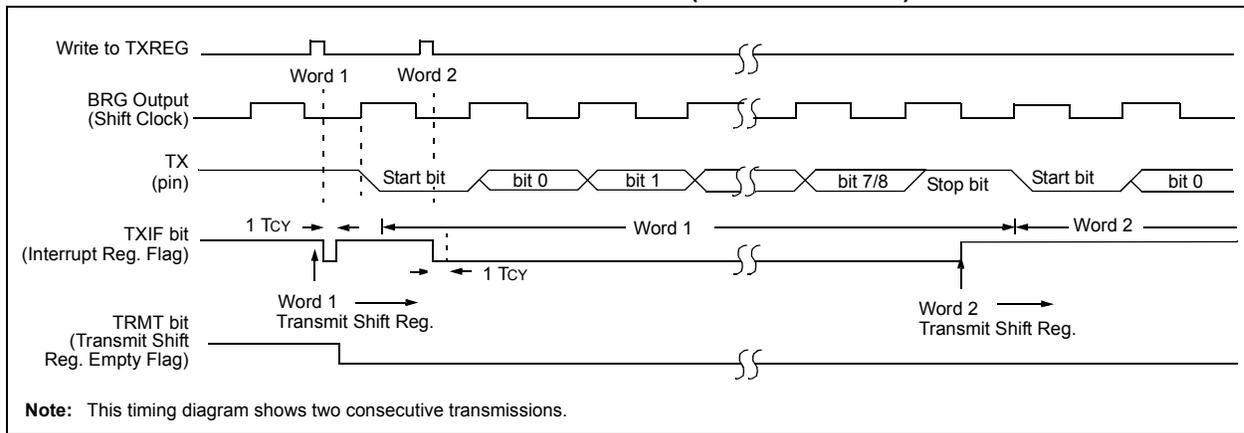 Write to TXREG
Word 1
Word 2
BRG Output
(Shift Clock)
TX
(pin)
Start bit
bit 0
bit 1
bit 7/8
Stop bit
Start bit
bit 0
1 TCY
Word 1
Word 2
TXIF bit
(Interrupt Reg. Flag)
1 TCY
Word 1
Transmit Shift Reg.
Word 2
Transmit Shift Reg.
TRMT bit
(Transmit Shift
Reg. Empty Flag)
Note: This timing diagram shows two consecutive transmissions.